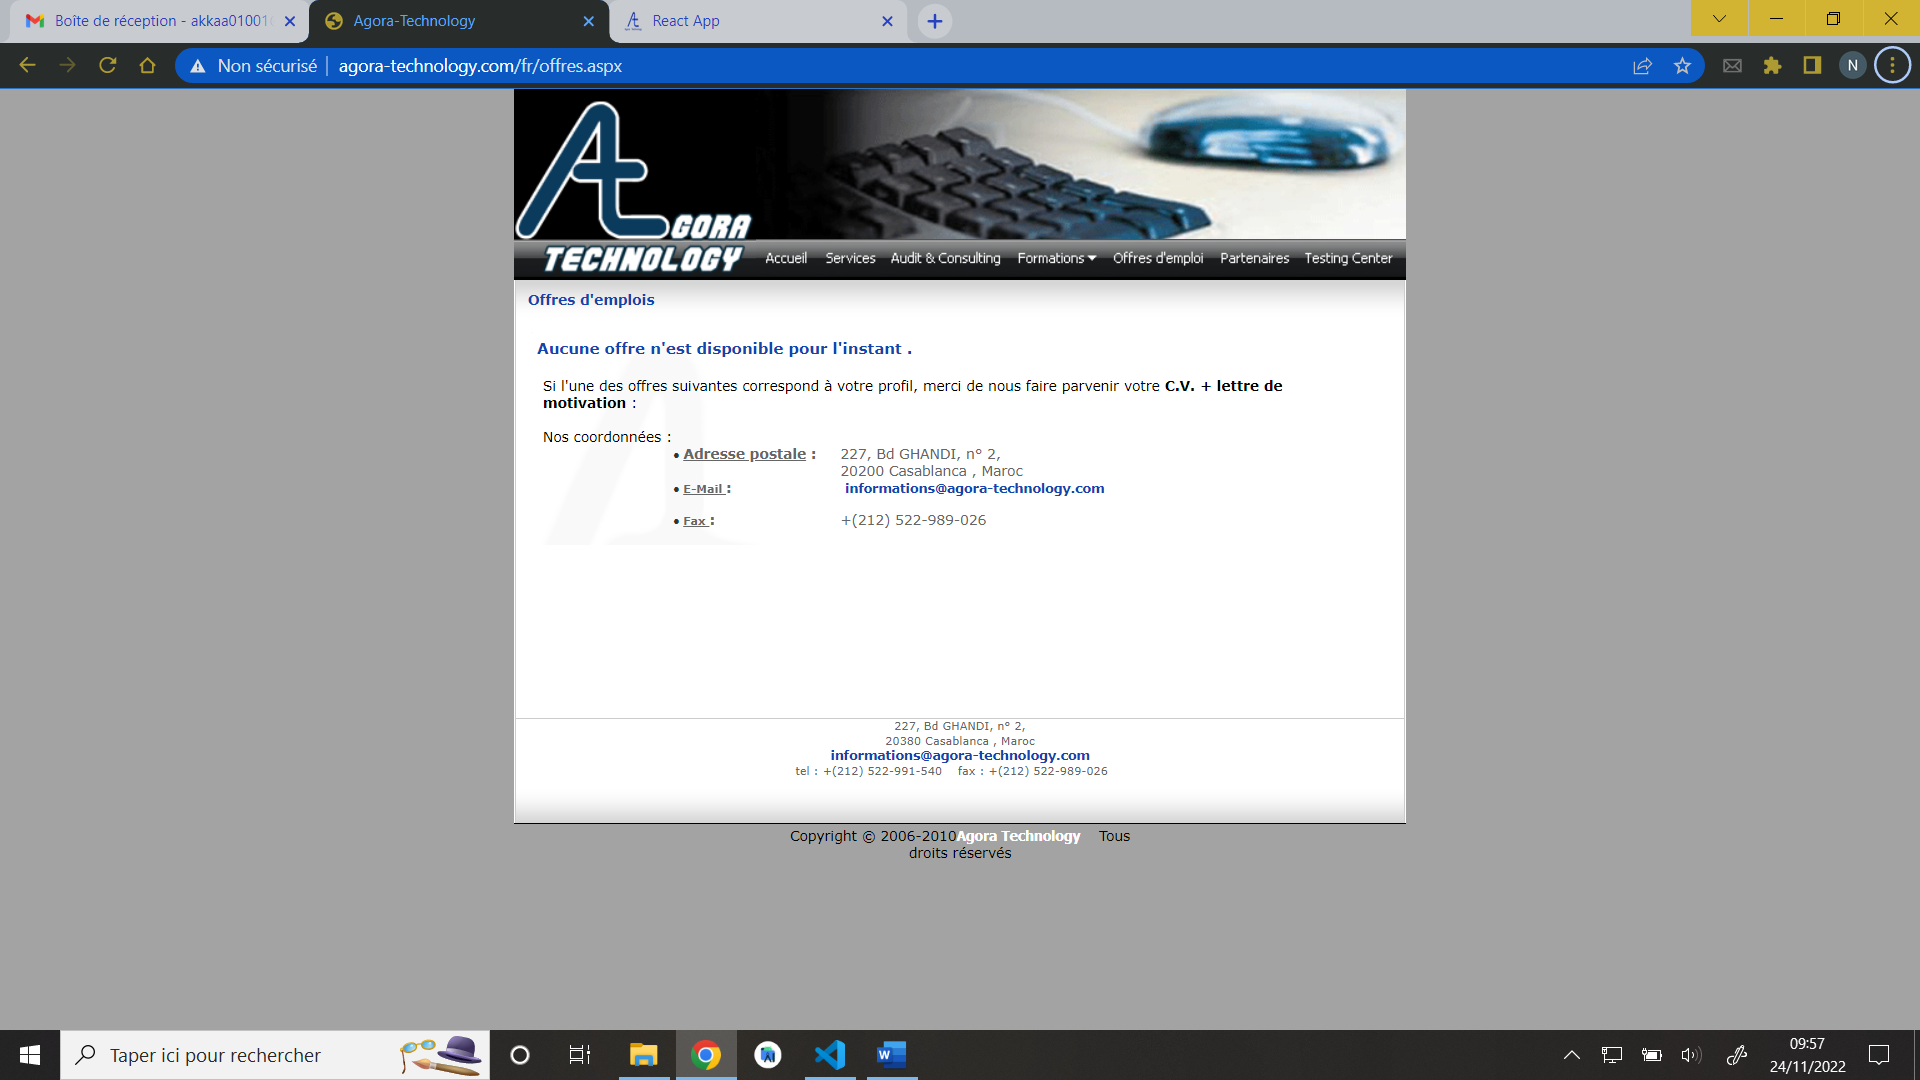 Boîte de réception - akkaa01001
Agora-Technology
React App
Non sécurisé | agora-technology.com/fr/offres.aspx
N
AGORA
TECHNOLOGY
Accueil Services Audit & Consulting Formations Offres d'emploi Partenaires Testing Center
Offres d'emplois
Aucune offre n'est disponible pour l'instant .
Si l'une des offres suivantes correspond à votre profil, merci de nous faire parvenir votre C.V. + lettre de
motivation :
Nos coordonnées :
• Adresse postale : 227, Bd GHANDI, n° 2,
20200 Casablanca , Maroc
• E-Mail : informations@agora-technology.com
• Fax : +(212) 522-989-026
227, Bd GHANDI, n° 2,
20380 Casablanca , Maroc
informations@agora-technology.com
tel : +(212) 522-991-540 fax : +(212) 522-989-026
Copyright © 2006-2010Agora Technology Tous
droits réservés
Taper ici pour rechercher
09:57
24/11/2022